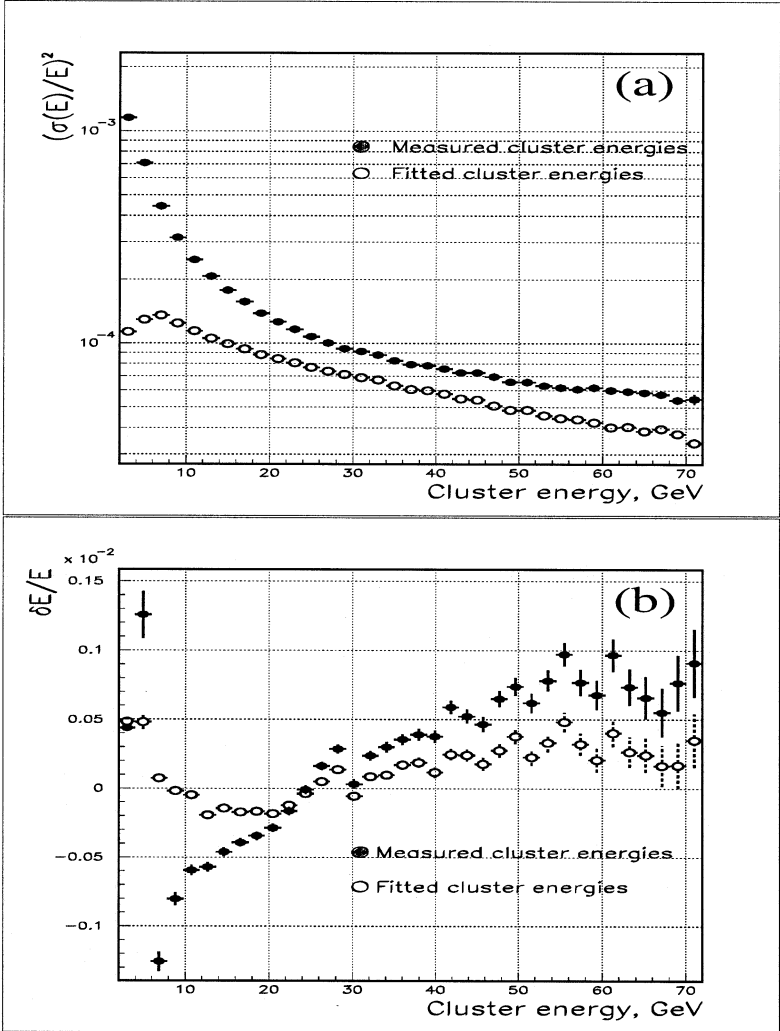 (σ(E)/E)²
(a)
10⁻³
Measured cluster energies
Fitted cluster energies
10⁻⁴
10 20 30 40 50 60 70
Cluster energy, GeV
× 10⁻²
δE/E
0.15
(b)
0.1
0.05
0
−0.05
Measured cluster energies
Fitted cluster energies
−0.1
10 20 30 40 50 60 70
Cluster energy, GeV